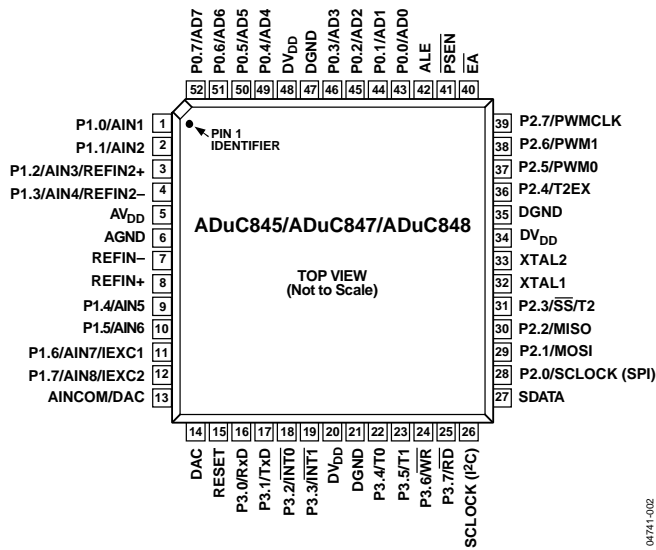 P0.7/AD7
P0.6/AD6
P0.5/AD5
P0.4/AD4
DVDD
DGND
P0.3/AD3
P0.2/AD2
P0.1/AD1
P0.0/AD0
ALE
PSEN
EA
52 51 50 49 48 47 46 45 44 43 42 41 40
P1.0/AIN1 1
P1.1/AIN2 2
P1.2/AIN3/REFIN2+ 3
P1.3/AIN4/REFIN2– 4
AVDD 5
AGND 6
REFIN– 7
REFIN+ 8
P1.4/AIN5 9
P1.5/AIN6 10
P1.6/AIN7/IEXC1 11
P1.7/AIN8/IEXC2 12
AINCOM/DAC 13
PIN 1
IDENTIFIER
ADuC845/ADuC847/ADuC848
TOP VIEW
(Not to Scale)
39 P2.7/PWMCLK
38 P2.6/PWM1
37 P2.5/PWM0
36 P2.4/T2EX
35 DGND
34 DVDD
33 XTAL2
32 XTAL1
31 P2.3/SS/T2
30 P2.2/MISO
29 P2.1/MOSI
28 P2.0/SCLOCK (SPI)
27 SDATA
14 15 16 17 18 19 20 21 22 23 24 25 26
DAC
RESET
P3.0/RxD
P3.1/TxD
P3.2/INT0
P3.3/INT1
DVDD
DGND
P3.4/T0
P3.5/T1
P3.6/WR
P3.7/RD
SCLOCK (I²C)
04741-002